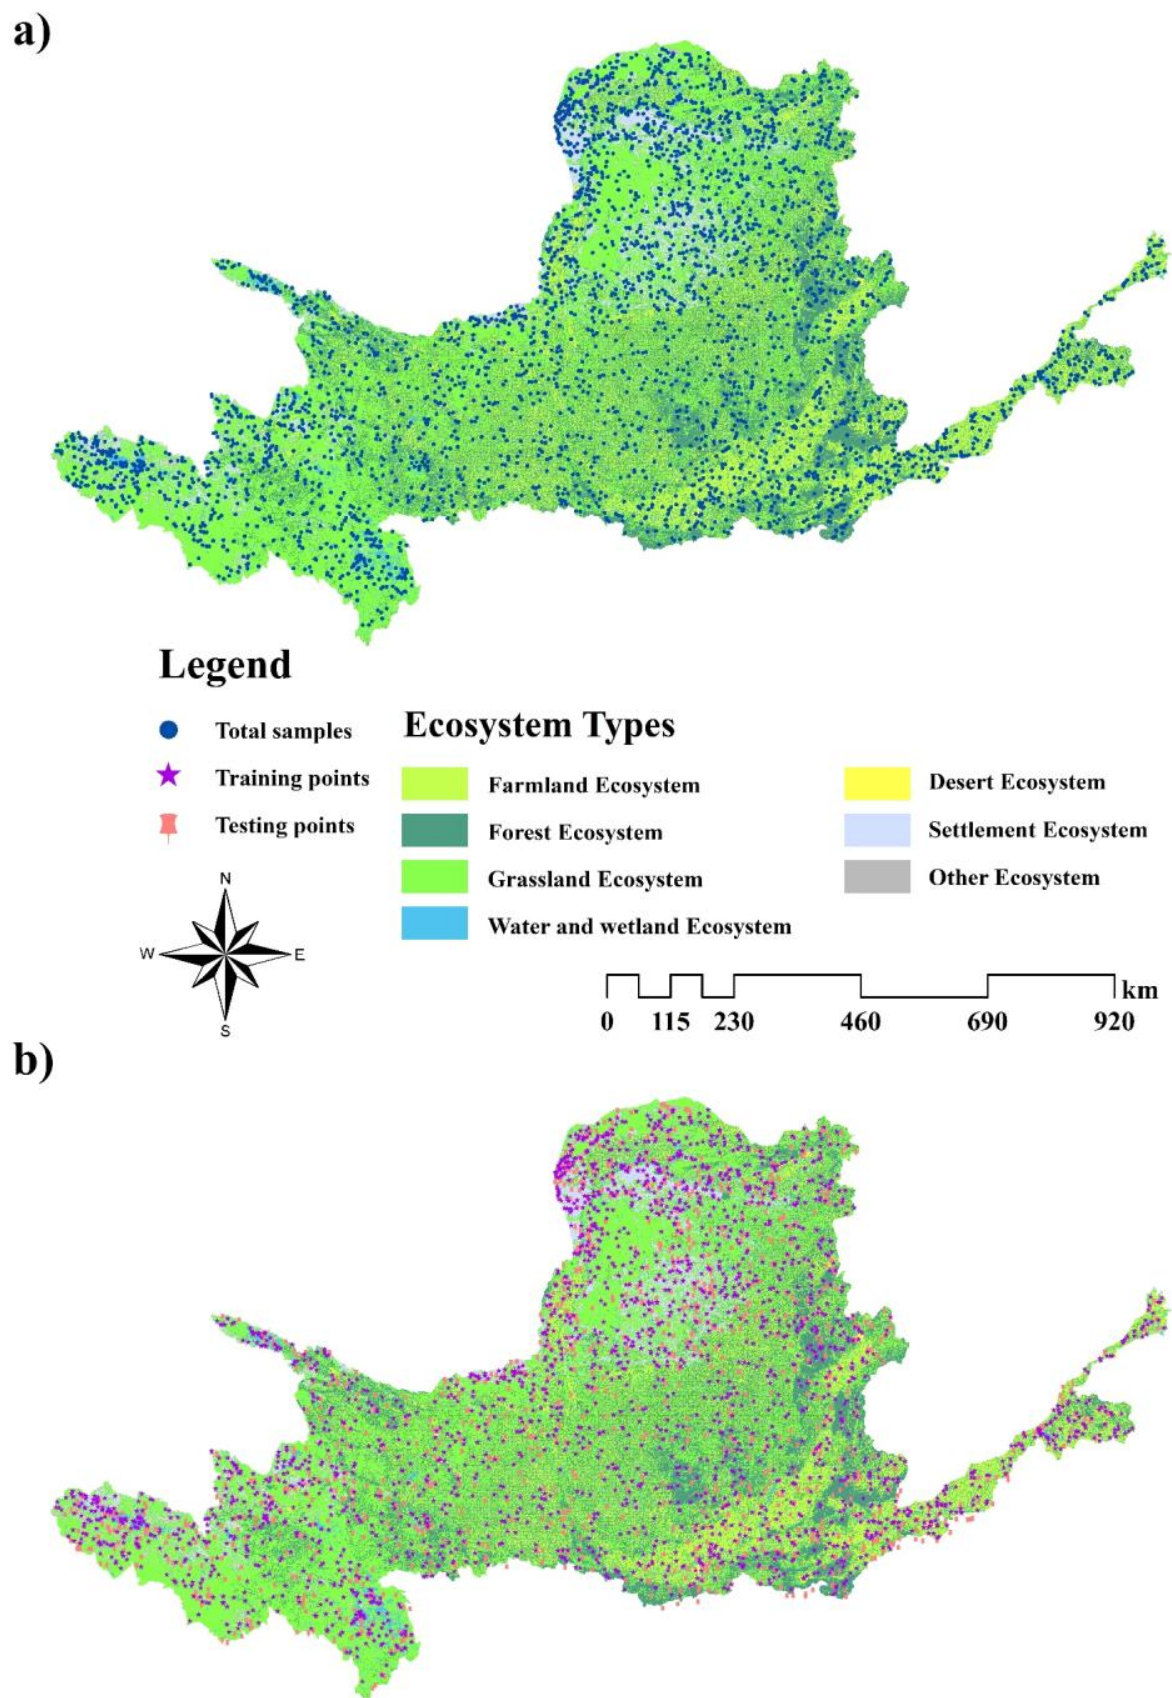 a)
Legend
Total samples
Training points
Testing points
Ecosystem Types
Farmland Ecosystem
Forest Ecosystem
Grassland Ecosystem
Water and wetland Ecosystem
Desert Ecosystem
Settlement Ecosystem
Other Ecosystem
N
W E
S
km
0 115 230 460 690 920
b)